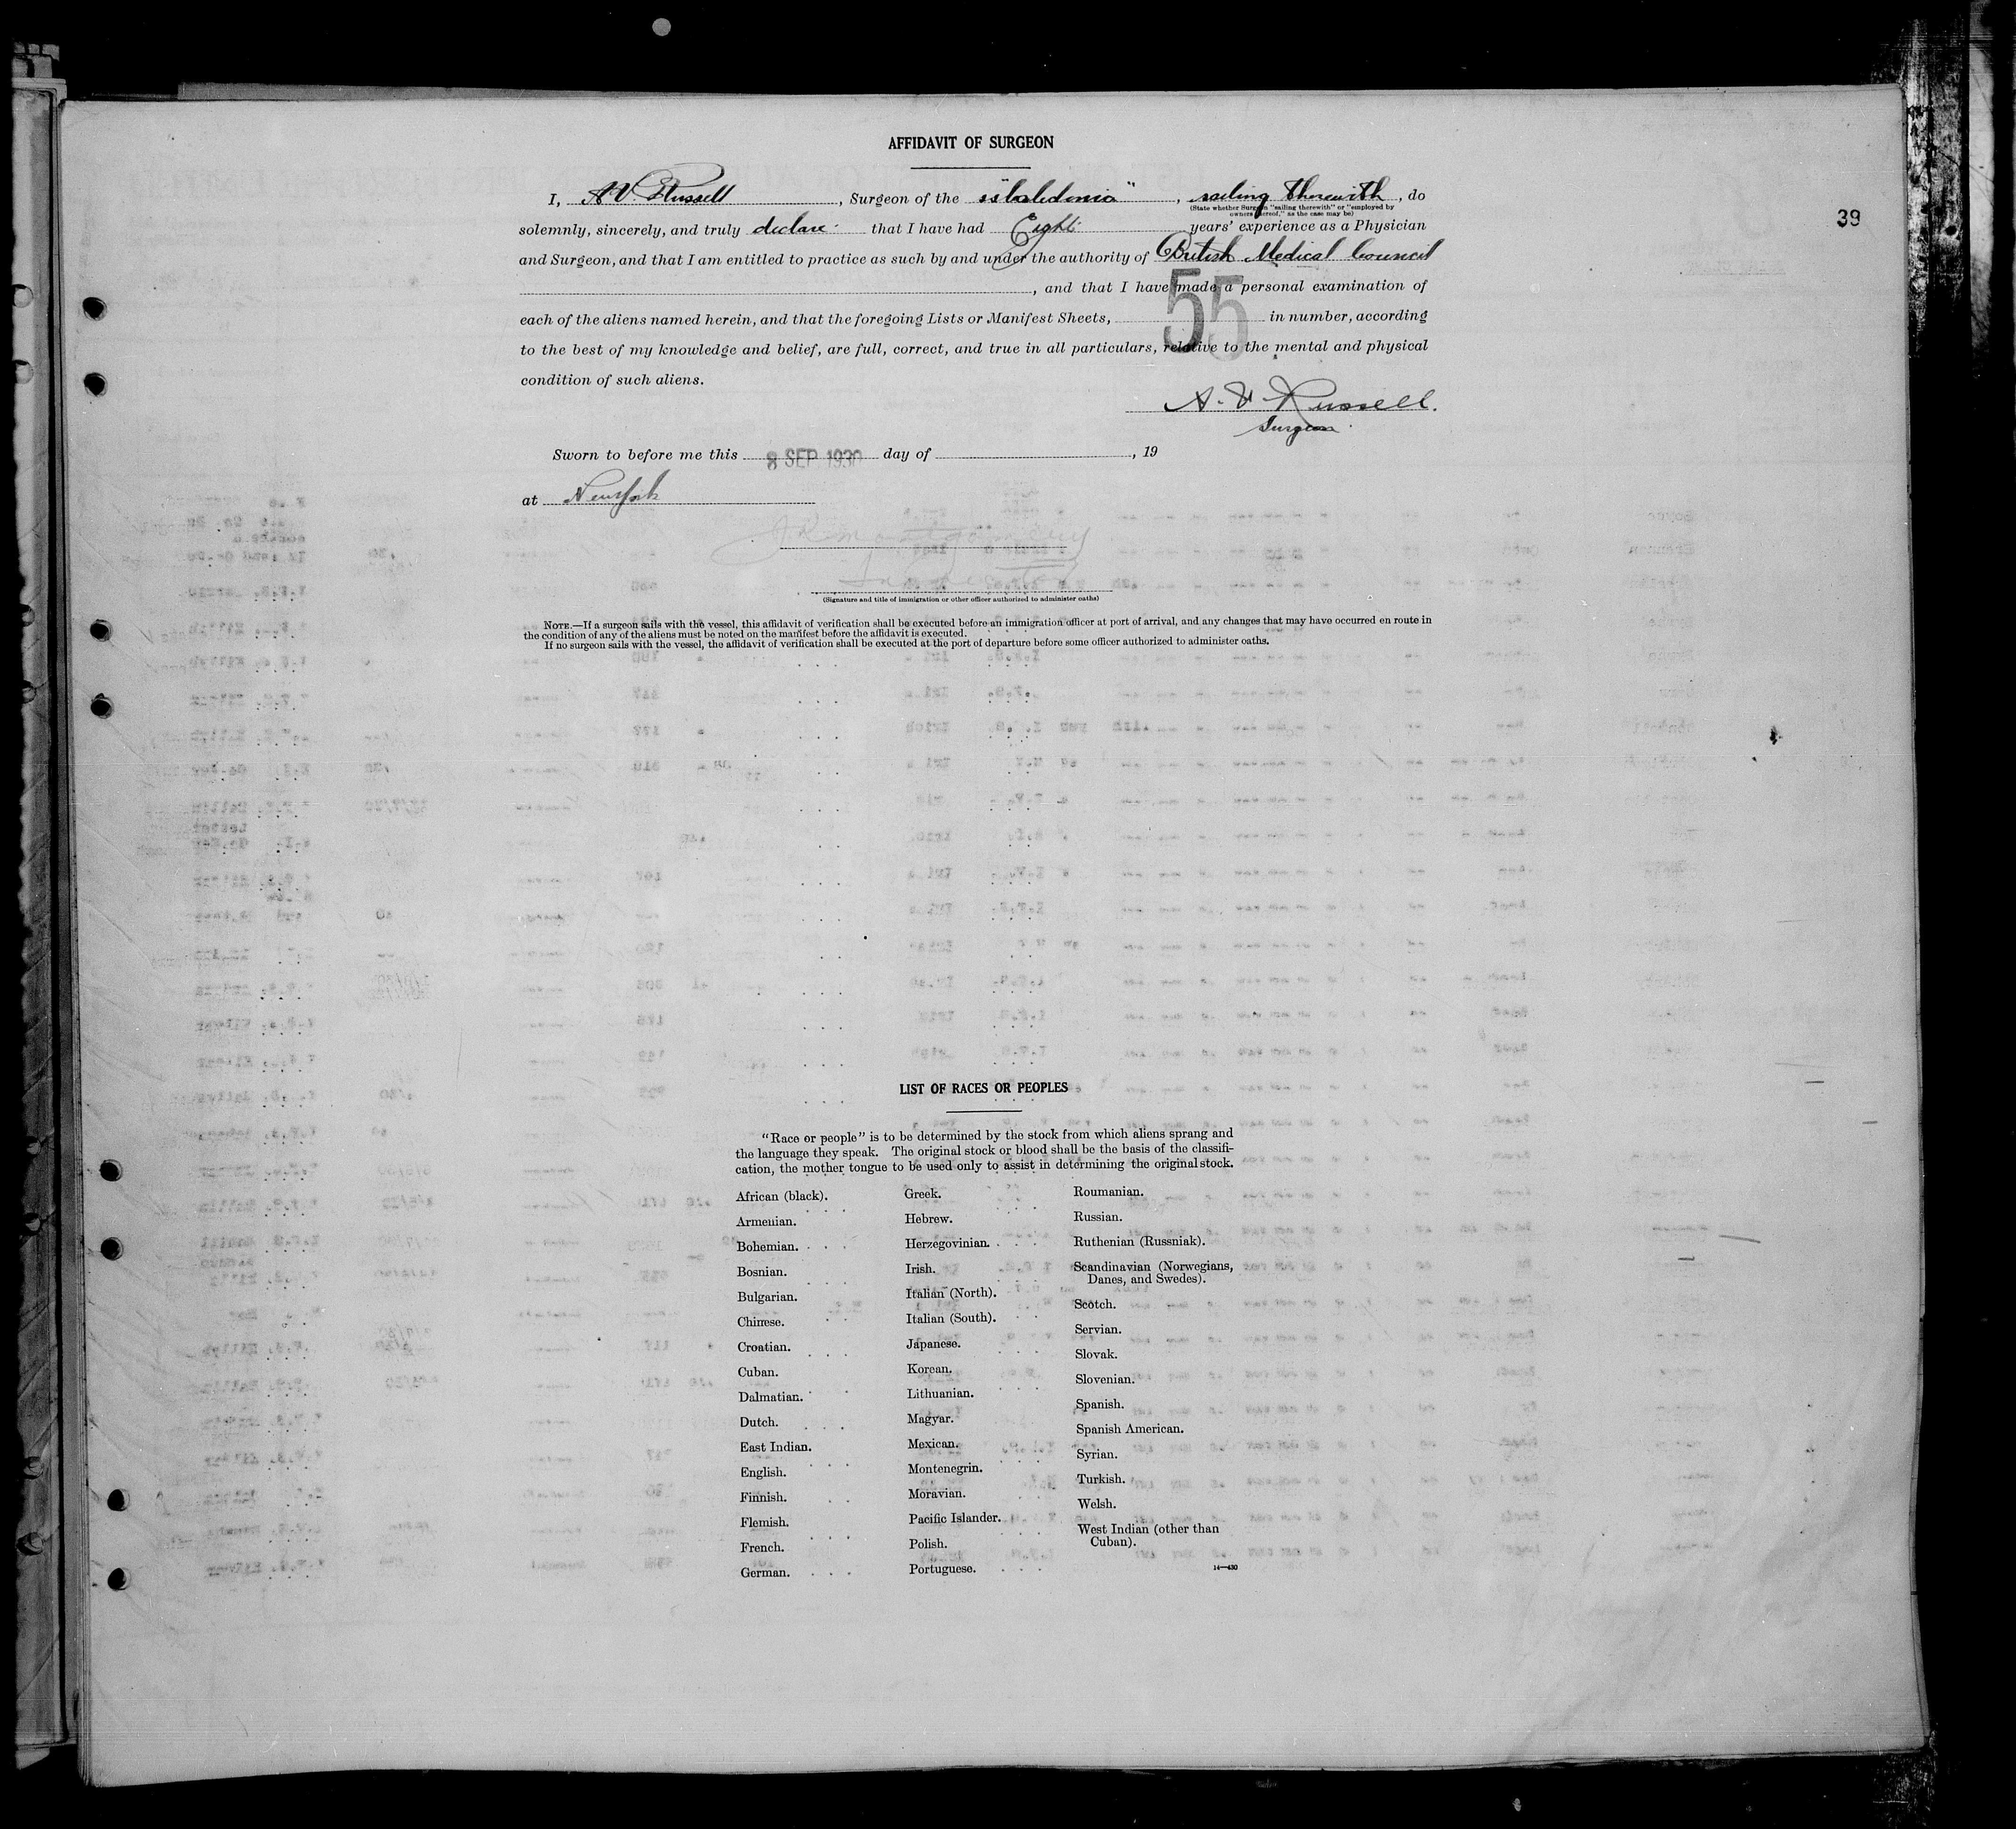 AFFIDAVIT OF SURGEON
39
I, A V. Russell, Surgeon of the "ss Caledonia", sailing therewith, do
(State whether Surgeon "sailing therewith" or "employed by
owners thereof," as the case may be)
solemnly, sincerely, and truly declare that I have had Eight years' experience as a Physician
and Surgeon, and that I am entitled to practice as such by and under the authority of British Medical Council
, and that I have made a personal examination of
each of the aliens named herein, and that the foregoing Lists or Manifest Sheets, 55 in number, according
to the best of my knowledge and belief, are full, correct, and true in all particulars, relative to the mental and physical
condition of such aliens.
A. V. Russell.
Surgeon.
Sworn to before me this 8 SEP 1930 day of , 19
at New York
J R Montgomery
Inspector
(Signature and title of immigration or other officer authorized to administer oaths)
NOTE.—If a surgeon sails with the vessel, this affidavit of verification shall be executed before an immigration officer at port of arrival, and any changes that may have occurred en route in
the condition of any of the aliens must be noted on the manifest before the affidavit is executed.
If no surgeon sails with the vessel, the affidavit of verification shall be executed at the port of departure before some officer authorized to administer oaths.
LIST OF RACES OR PEOPLES
"Race or people" is to be determined by the stock from which aliens sprang and
the language they speak. The original stock or blood shall be the basis of the classifi-
cation, the mother tongue to be used only to assist in determining the original stock.
African (black).
Armenian.
Bohemian.
Bosnian.
Bulgarian.
Chinese.
Croatian.
Cuban.
Dalmatian.
Dutch.
East Indian.
English.
Finnish.
Flemish.
French.
German.
Greek.
Hebrew.
Herzegovinian.
Irish.
Italian (North).
Italian (South).
Japanese.
Korean.
Lithuanian.
Magyar.
Mexican.
Montenegrin.
Moravian.
Pacific Islander.
Polish.
Portuguese.
Roumanian.
Russian.
Ruthenian (Russniak).
Scandinavian (Norwegians,
Danes, and Swedes).
Scotch.
Servian.
Slovak.
Slovenian.
Spanish.
Spanish American.
Syrian.
Turkish.
Welsh.
West Indian (other than
Cuban).
14—430